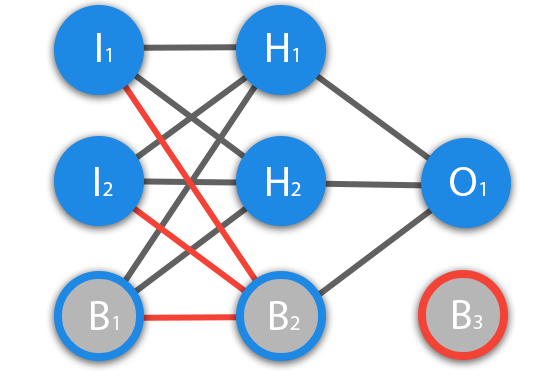 I₁ H₁
I₂ H₂ O₁
B₁ B₂ B₃